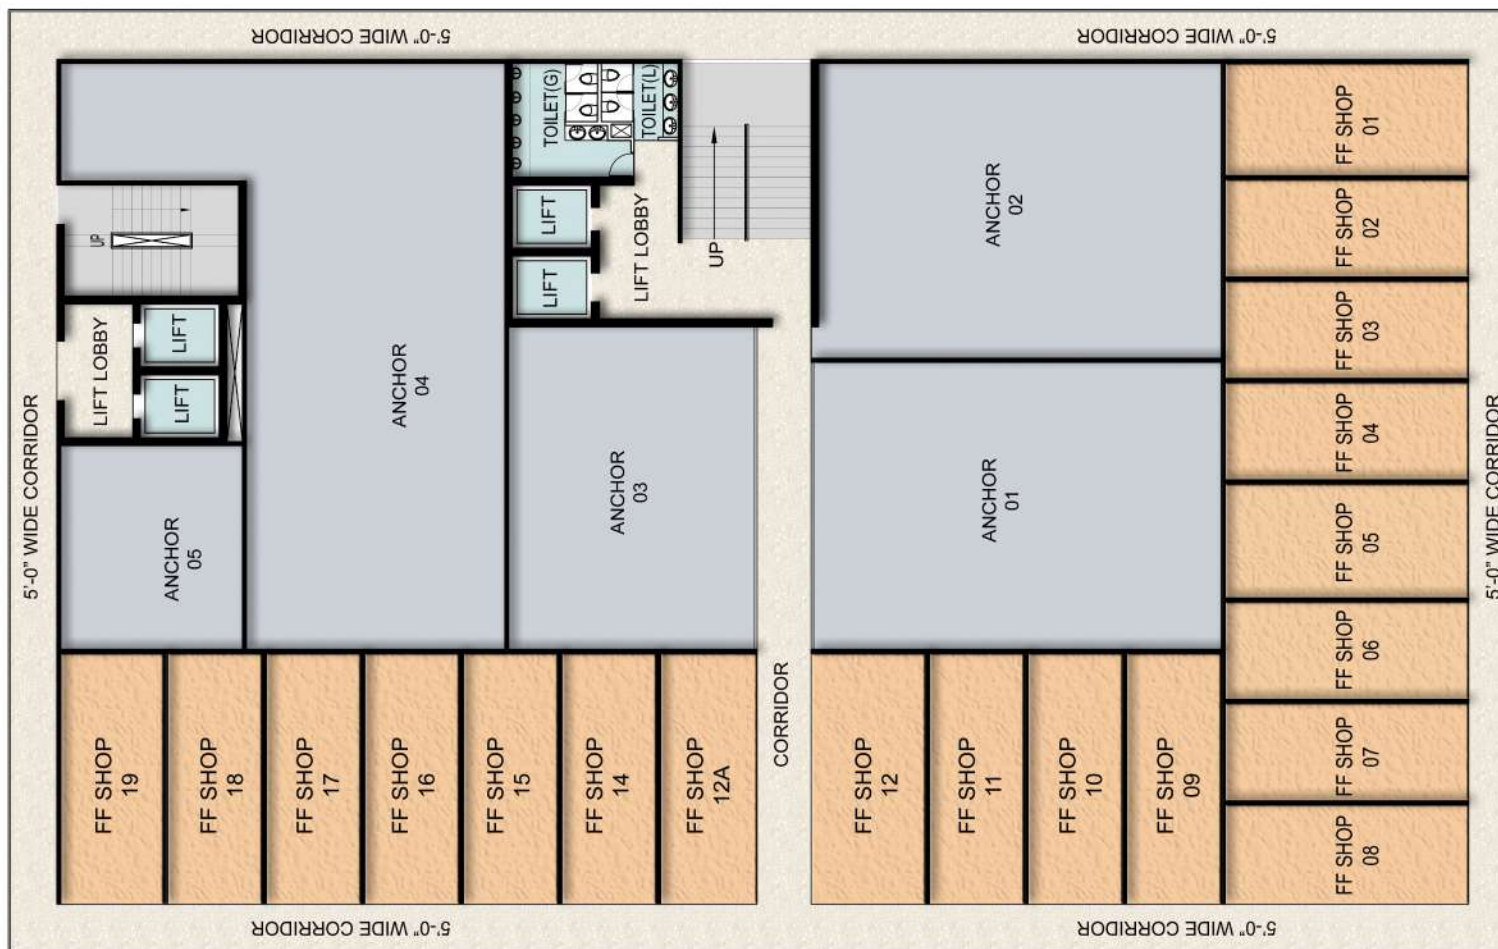 5'-0" WIDE CORRIDOR
5'-0" WIDE CORRIDOR
TOILET(G)
TOILET(L)
FF SHOP
01
ANCHOR
02
FF SHOP
02
LIFT
LIFT LOBBY
UP
UP
LIFT
FF SHOP
03
LIFT LOBBY
LIFT
LIFT
ANCHOR
04
FF SHOP
04
5'-0" WIDE CORRIDOR
ANCHOR
03
ANCHOR
01
5'-0" WIDE CORRIDOR
ANCHOR
05
FF SHOP
05
FF SHOP
06
CORRIDOR
FF SHOP
07
FF SHOP
19
FF SHOP
18
FF SHOP
17
FF SHOP
16
FF SHOP
15
FF SHOP
14
FF SHOP
12A
FF SHOP
12
FF SHOP
11
FF SHOP
10
FF SHOP
09
FF SHOP
08
5'-0" WIDE CORRIDOR
5'-0" WIDE CORRIDOR